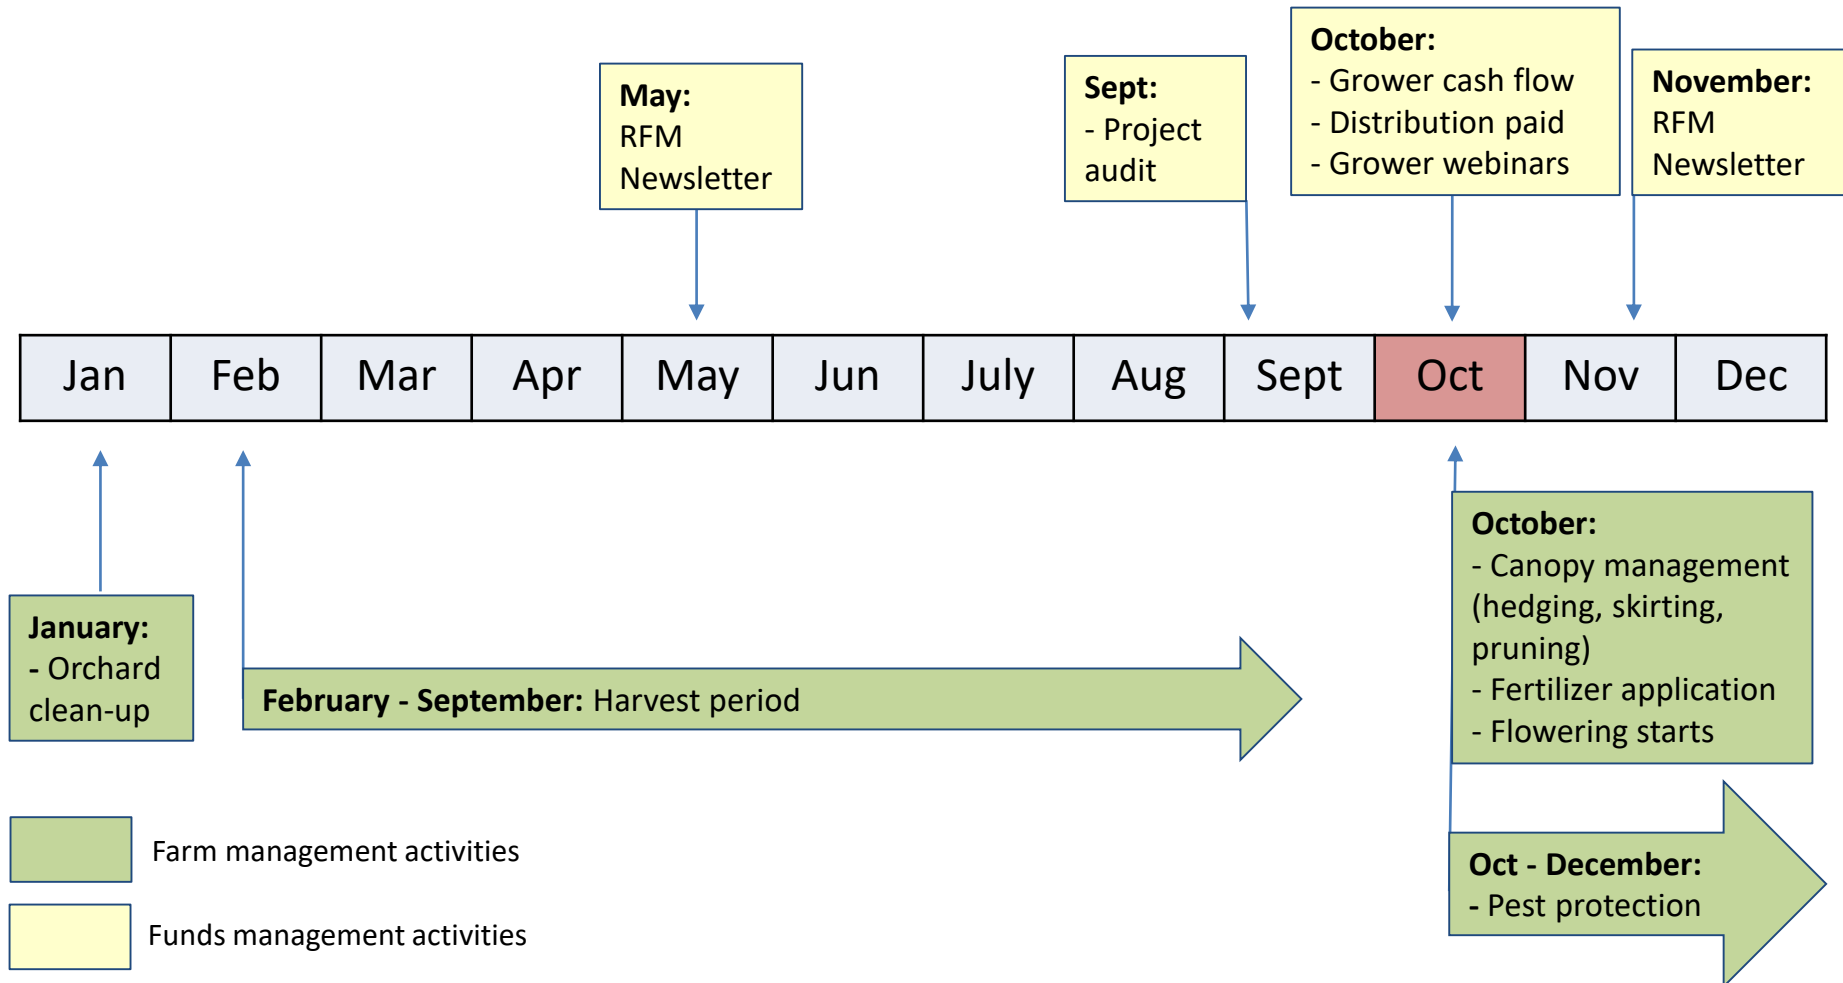 May:
RFM
Newsletter
Sept:
- Project
audit
October:
- Grower cash flow
- Distribution paid
- Grower webinars
November:
RFM
Newsletter
Jan Feb Mar Apr May Jun July Aug Sept Oct Nov Dec
January:
- Orchard
clean-up
February - September: Harvest period
October:
- Canopy management
(hedging, skirting,
pruning)
- Fertilizer application
- Flowering starts
Oct - December:
- Pest protection
Farm management activities
Funds management activities